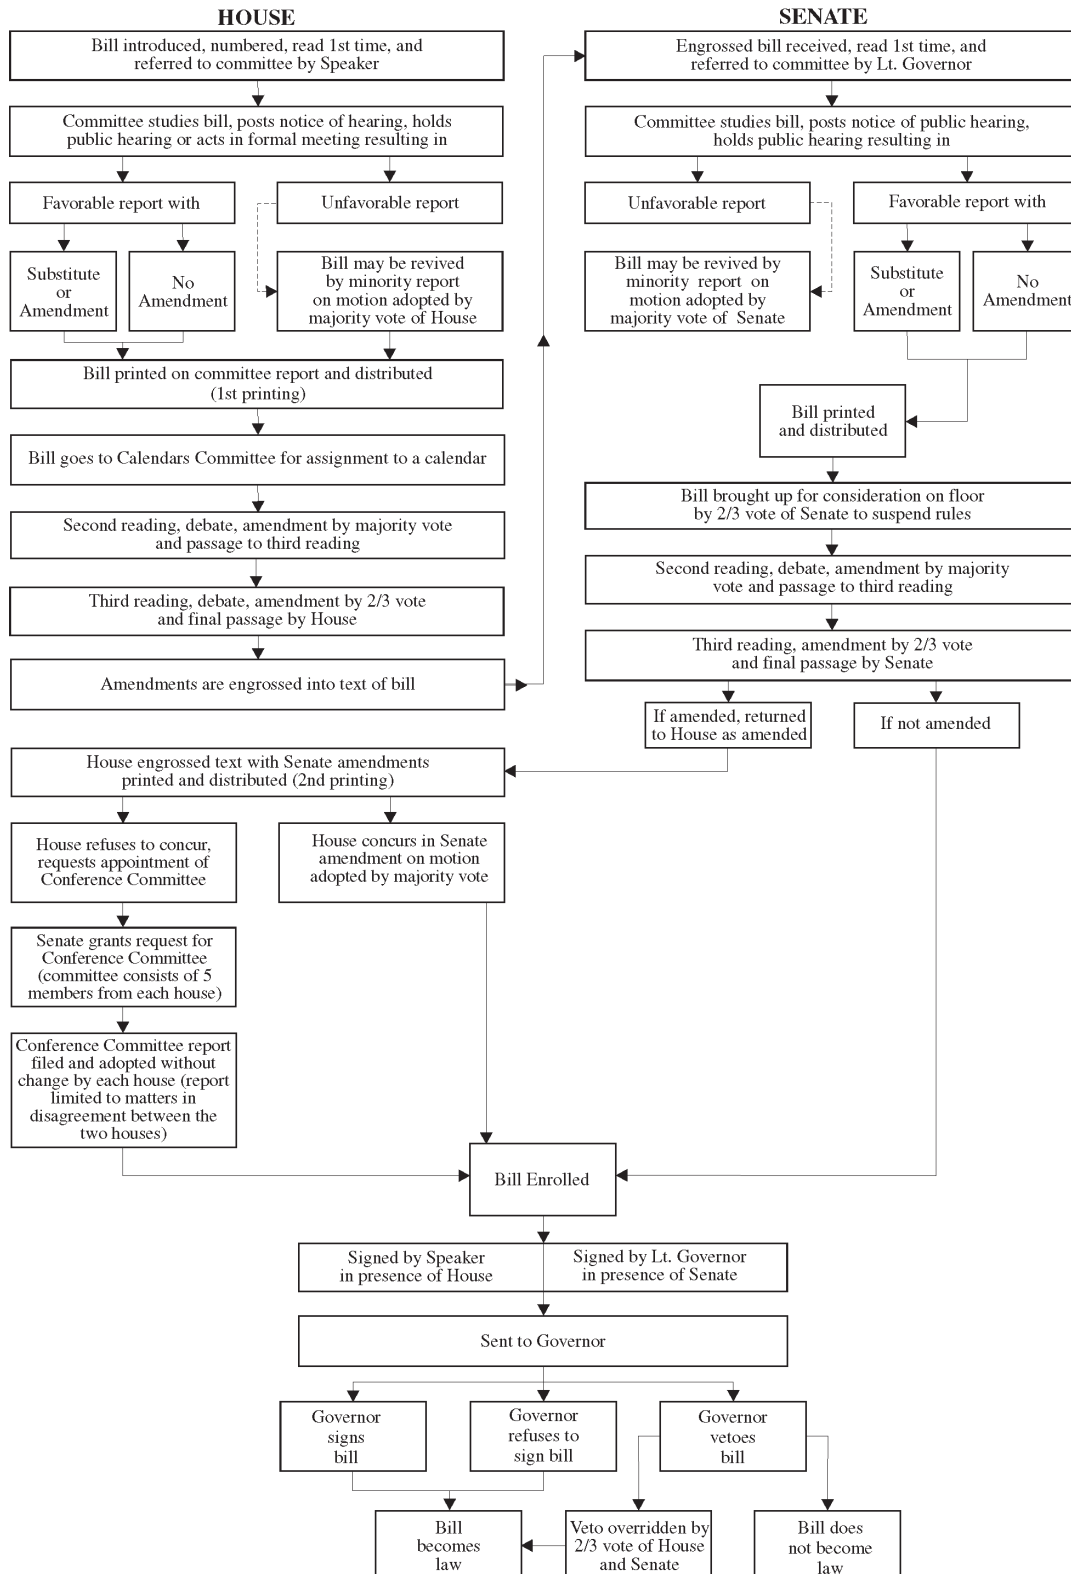 HOUSE
Bill introduced, numbered, read 1st time, and
referred to committee by Speaker
Committee studies bill, posts notice of hearing, holds
public hearing or acts in formal meeting resulting in
Favorable report with
Unfavorable report
Substitute
or
Amendment
No
Amendment
Bill may be revived
by minority report
on motion adopted by
majority vote of House
Bill printed on committee report and distributed
(1st printing)
Bill goes to Calendars Committee for assignment to a calendar
Second reading, debate, amendment by majority vote
and passage to third reading
Third reading, debate, amendment by 2/3 vote
and final passage by House
Amendments are engrossed into text of bill
SENATE
Engrossed bill received, read 1st time, and
referred to committee by Lt. Governor
Committee studies bill, posts notice of public hearing,
holds public hearing resulting in
Unfavorable report
Favorable report with
Bill may be revived by
minority report on
motion adopted by
majority vote of Senate
Substitute
or
Amendment
No
Amendment
Bill printed
and distributed
Bill brought up for consideration on floor
by 2/3 vote of Senate to suspend rules
Second reading, debate, amendment by majority
vote and passage to third reading
Third reading, amendment by 2/3 vote
and final passage by Senate
If amended, returned
to House as amended
If not amended
House engrossed text with Senate amendments
printed and distributed (2nd printing)
House refuses to concur,
requests appointment of
Conference Committee
House concurs in Senate
amendment on motion
adopted by majority vote
Senate grants request for
Conference Committee
(committee consists of 5
members from each house)
Conference Committee report
filed and adopted without
change by each house (report
limited to matters in
disagreement between the
two houses)
Bill Enrolled
Signed by Speaker
in presence of House
Signed by Lt. Governor
in presence of Senate
Sent to Governor
Governor
signs
bill
Governor
refuses to
sign bill
Governor
vetoes
bill
Bill
becomes
law
Veto overridden by
2/3 vote of House
and Senate
Bill does
not become
law